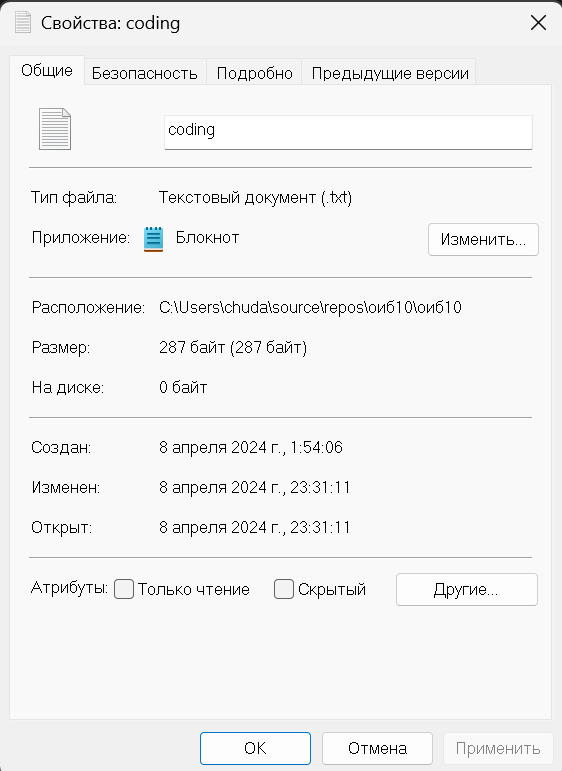 Свойства: coding
Общие Безопасность Подробно Предыдущие версии
coding
Тип файла: Текстовый документ (.txt)
Приложение: Блокнот Изменить...
Расположение: C:\Users\chuda\source\repos\оиб10\оиб10
Размер: 287 байт (287 байт)
На диске: 0 байт
Создан: 8 апреля 2024 г., 1:54:06
Изменен: 8 апреля 2024 г., 23:31:11
Открыт: 8 апреля 2024 г., 23:31:11
Атрибуты: Только чтение Скрытый Другие...
ОК Отмена Применить